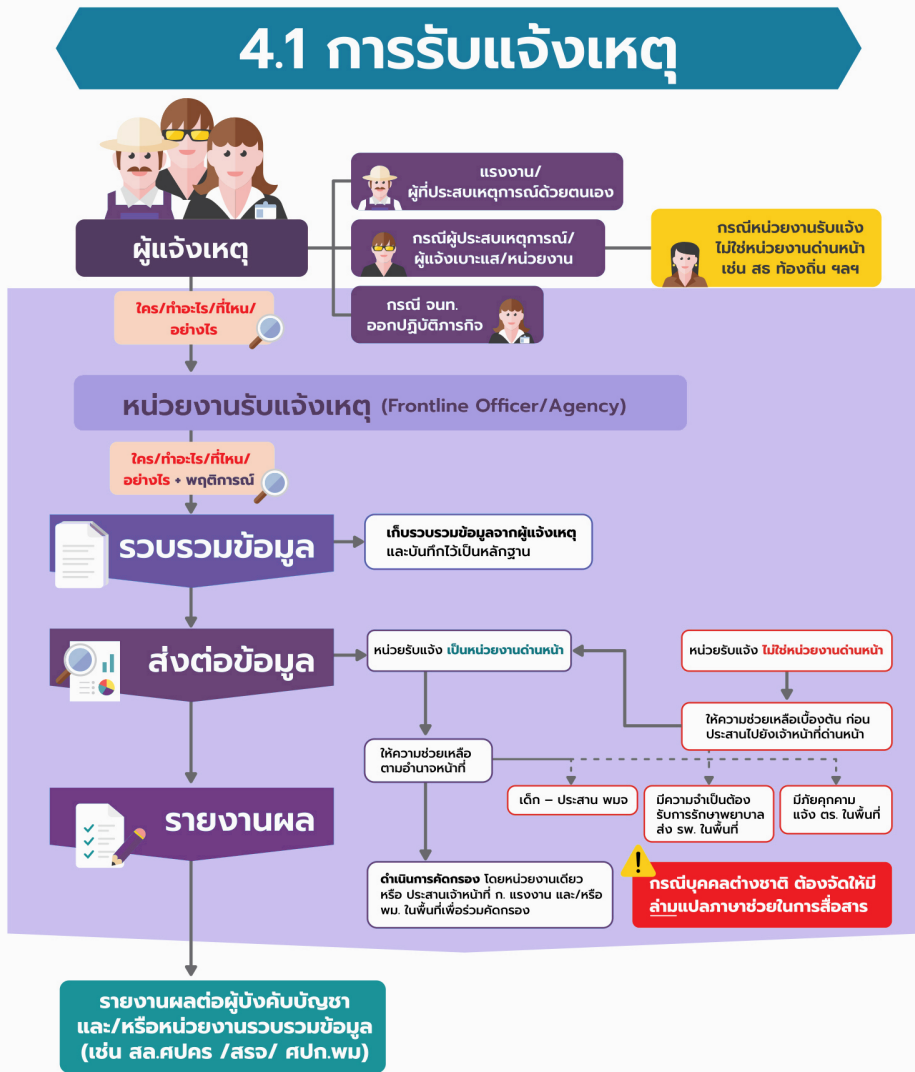 4.1 การรับแจ้งเหตุ
ผู้แจ้งเหตุ
แรงงาน/
ผู้ที่ประสบเหตุการณ์ด้วยตนเอง
กรณีผู้ประสบเหตุการณ์/
ผู้แจ้งเบาะแส/หน่วยงาน
กรณีหน่วยงานรับแจ้ง
ไม่ใช่หน่วยงานด่านหน้า
เช่น สธ ท้องถิ่น ฯลฯ
กรณี จนท.
ออกปฏิบัติภารกิจ
ใคร/ทำอะไร/ที่ไหน/
อย่างไร
หน่วยงานรับแจ้งเหตุ (Frontline Officer/Agency)
ใคร/ทำอะไร/ที่ไหน/
อย่างไร + พฤติการณ์
รวบรวมข้อมูล
เก็บรวบรวมข้อมูลจากผู้แจ้งเหตุ
และบันทึกไว้เป็นหลักฐาน
ส่งต่อข้อมูล
หน่วยรับแจ้ง เป็นหน่วยงานด่านหน้า
หน่วยรับแจ้ง ไม่ใช่หน่วยงานด่านหน้า
ให้ความช่วยเหลือเบื้องต้น ก่อน
ประสานไปยังเจ้าหน้าที่ด่านหน้า
ให้ความช่วยเหลือ
ตามอำนาจหน้าที่
เด็ก – ประสาน พมจ
มีความจำเป็นต้อง
รับการรักษาพยาบาล
ส่ง รพ. ในพื้นที่
มีภัยคุกคาม
แจ้ง ตร. ในพื้นที่
รายงานผล
ดำเนินการคัดกรอง โดยหน่วยงานเดียว
หรือ ประสานเจ้าหน้าที่ ก. แรงงาน และ/หรือ
พม. ในพื้นที่เพื่อร่วมคัดกรอง
กรณีบุคคลต่างชาติ ต้องจัดให้มี
ล่ามแปลภาษาช่วยในการสื่อสาร
รายงานผลต่อผู้บังคับบัญชา
และ/หรือหน่วยงานรวบรวมข้อมูล
(เช่น สล.ศปคร /สรจ/ ศปก.พม)